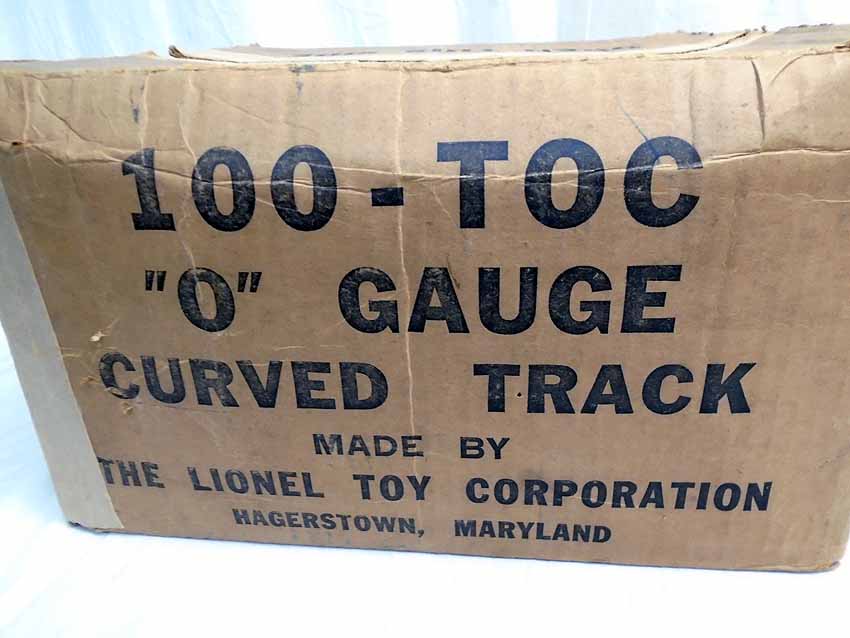 100-TOC
"O" GAUGE
CURVED TRACK
MADE BY
THE LIONEL TOY CORPORATION
HAGERSTOWN, MARYLAND